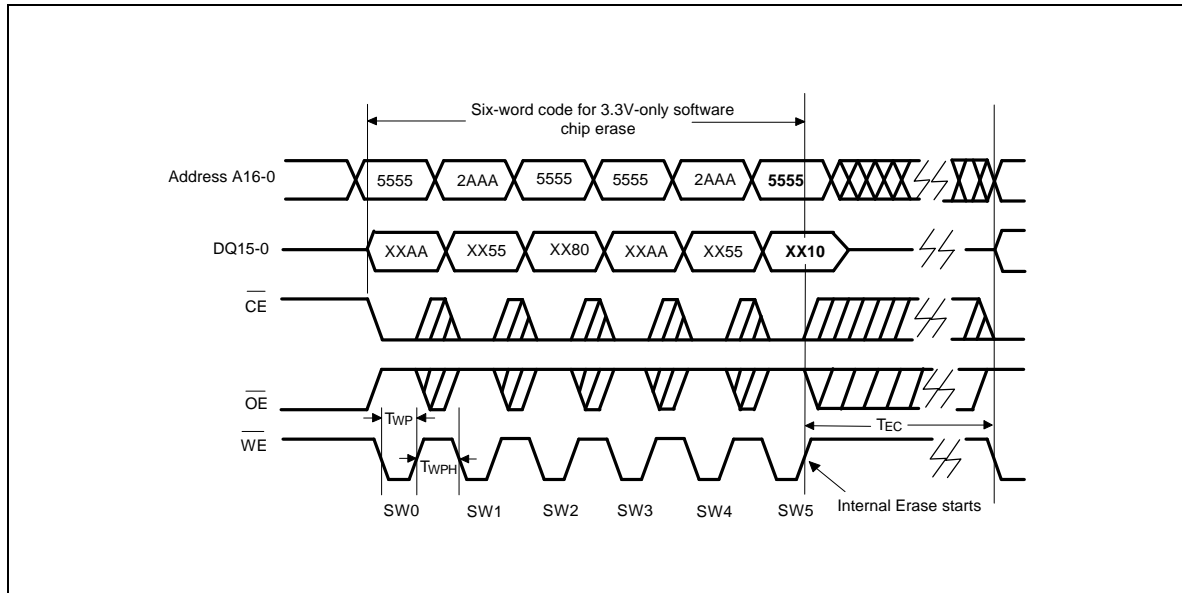 Six-word code for 3.3V-only software
chip erase
Address A16-0
5555 2AAA 5555 5555 2AAA 5555
DQ15-0
XXAA XX55 XX80 XXAA XX55 XX10
CE
OE
TWP
TEC
WE
TWPH
SW0 SW1 SW2 SW3 SW4 SW5
Internal Erase starts